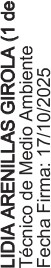 LIDIA ARENILLAS GIROLA (1 de
Técnico de Medio Ambiente
Fecha Firma: 17/10/2025